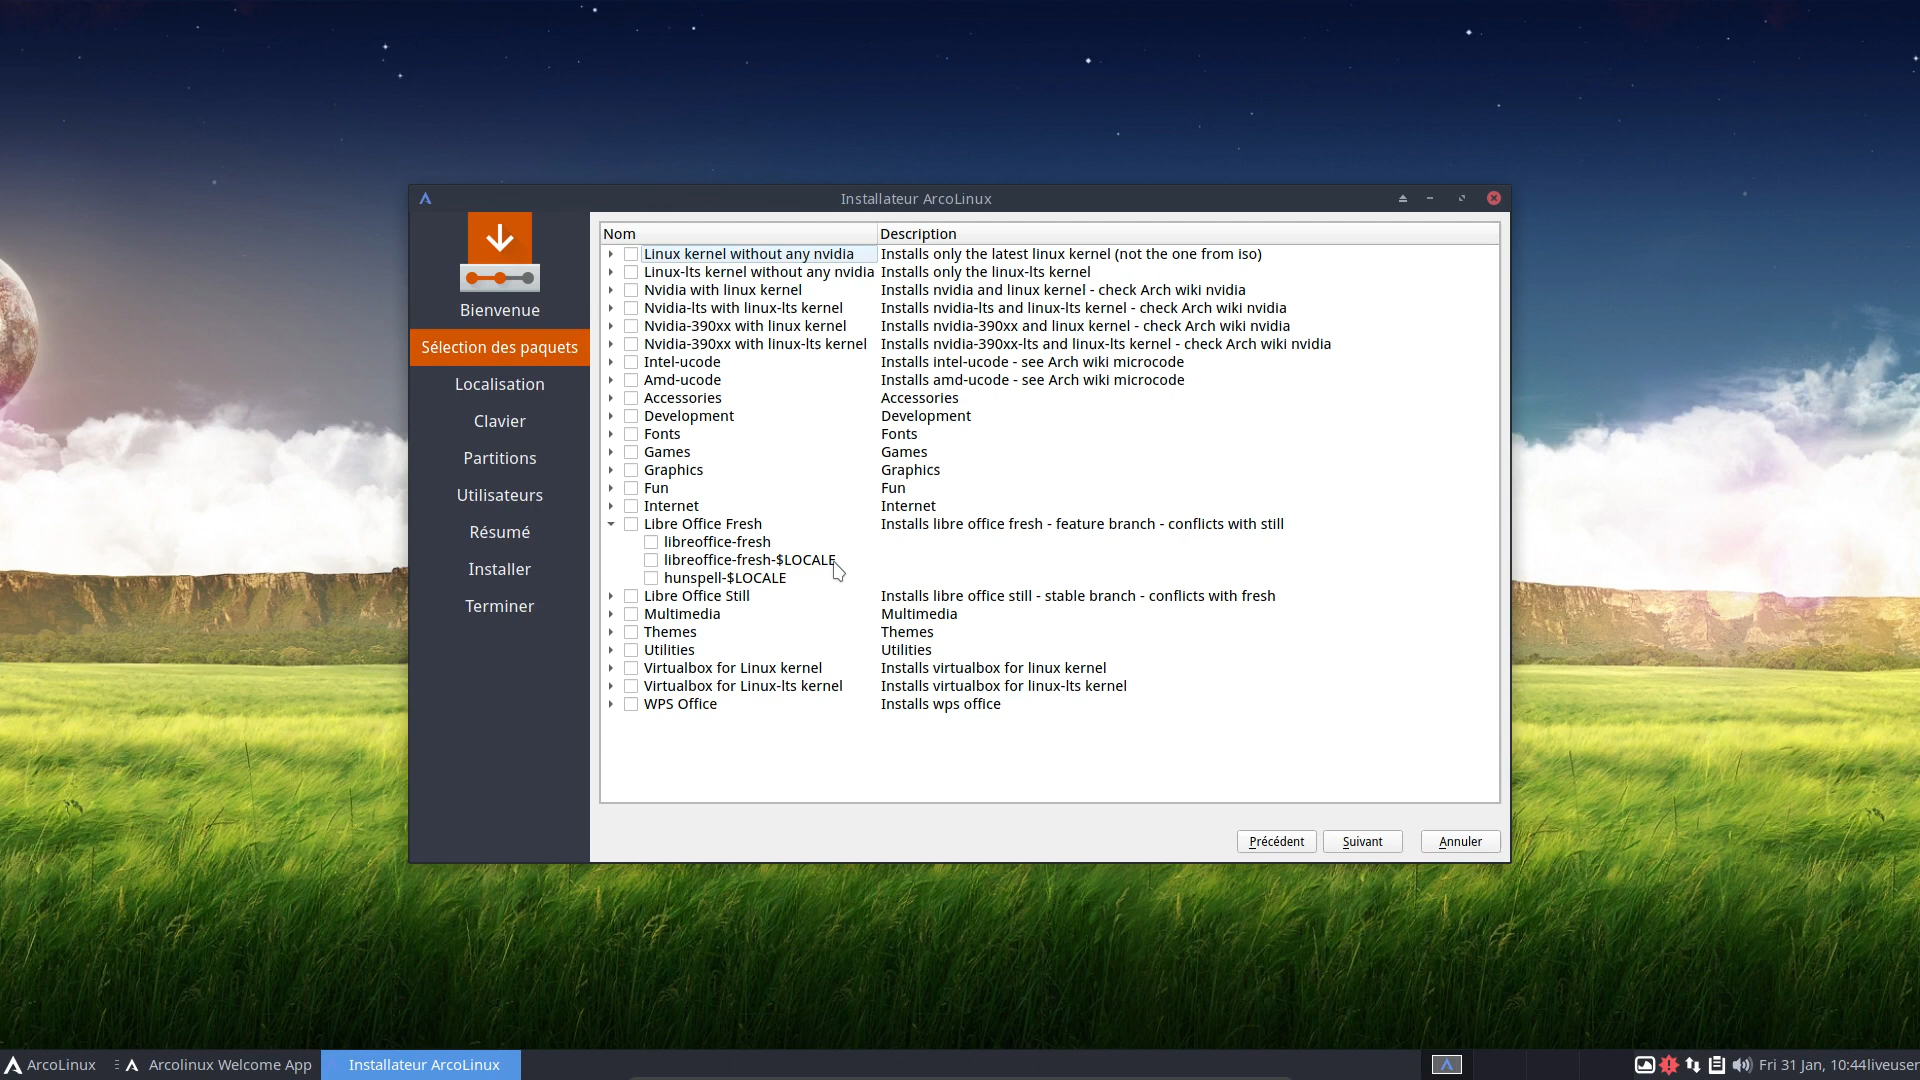 Installateur ArcoLinux
Bienvenue
Sélection des paquets
Localisation
Clavier
Partitions
Utilisateurs
Résumé
Installer
Terminer
Nom Description
Linux kernel without any nvidia Installs only the latest linux kernel (not the one from iso)
Linux-lts kernel without any nvidia Installs only the linux-lts kernel
Nvidia with linux kernel Installs nvidia and linux kernel - check Arch wiki nvidia
Nvidia-lts with linux-lts kernel Installs nvidia-lts and linux-lts kernel - check Arch wiki nvidia
Nvidia-390xx with linux kernel Installs nvidia-390xx and linux kernel - check Arch wiki nvidia
Nvidia-390xx with linux-lts kernel Installs nvidia-390xx-lts and linux-lts kernel - check Arch wiki nvidia
Intel-ucode Installs intel-ucode - see Arch wiki microcode
Amd-ucode Installs amd-ucode - see Arch wiki microcode
Accessories Accessories
Development Development
Fonts Fonts
Games Games
Graphics Graphics
Fun Fun
Internet Internet
Libre Office Fresh Installs libre office fresh - feature branch - conflicts with still
libreoffice-fresh
libreoffice-fresh-$LOCALE
hunspell-$LOCALE
Libre Office Still Installs libre office still - stable branch - conflicts with fresh
Multimedia Multimedia
Themes Themes
Utilities Utilities
Virtualbox for Linux kernel Installs virtualbox for linux kernel
Virtualbox for Linux-lts kernel Installs virtualbox for linux-lts kernel
WPS Office Installs wps office
Précédent Suivant Annuler
ArcoLinux Arcolinux Welcome App Installateur ArcoLinux Fri 31 Jan, 10:44liveuser